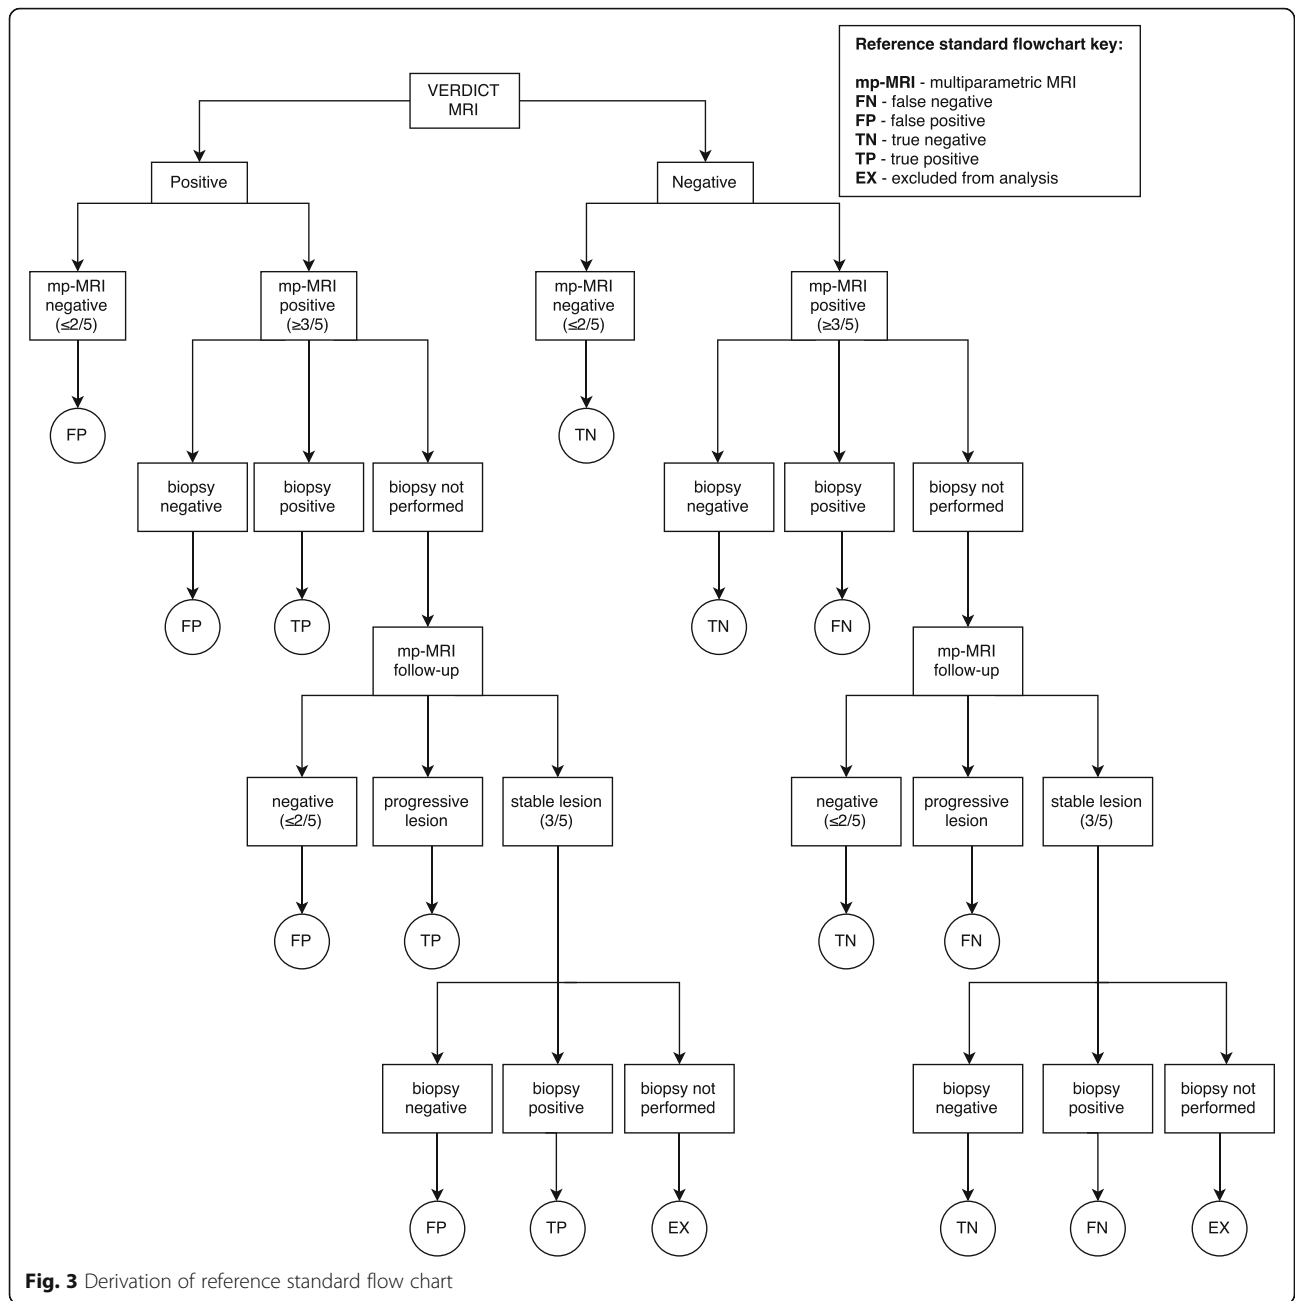 Reference standard flowchart key:
mp-MRI - multiparametric MRI
FN - false negative
FP - false positive
TN - true negative
TP - true positive
EX - excluded from analysis
VERDICT
MRI
Positive
Negative
mp-MRI
negative
(≤2/5)
mp-MRI
positive
(≥3/5)
mp-MRI
negative
(≤2/5)
mp-MRI
positive
(≥3/5)
FP
TN
biopsy
negative
biopsy
positive
biopsy not
performed
biopsy
negative
biopsy
positive
biopsy not
performed
FP
TP
TN
FN
mp-MRI
follow-up
mp-MRI
follow-up
negative
(≤2/5)
progressive
lesion
stable lesion
(3/5)
negative
(≤2/5)
progressive
lesion
stable lesion
(3/5)
FP
TP
TN
FN
biopsy
negative
biopsy
positive
biopsy not
performed
biopsy
negative
biopsy
positive
biopsy not
performed
FP
TP
EX
TN
FN
EX
Fig. 3 Derivation of reference standard flow chart